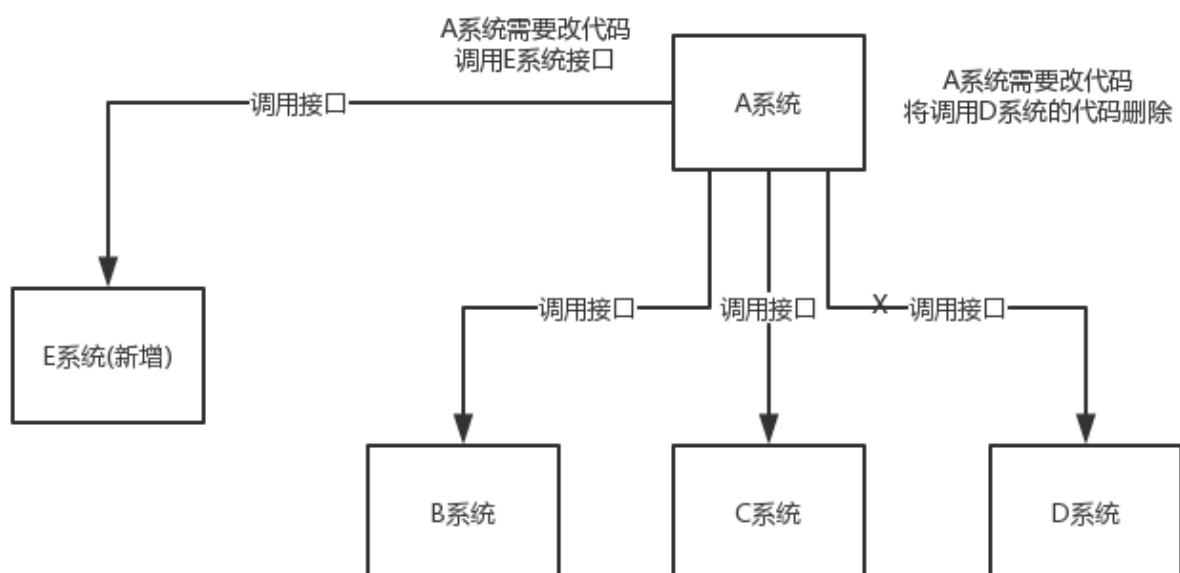 A系统需要改代码
调用E系统接口
A系统
A系统需要改代码
将调用D系统的代码删除
调用接口
调用接口
调用接口
X
调用接口
E系统(新增)
B系统
C系统
D系统